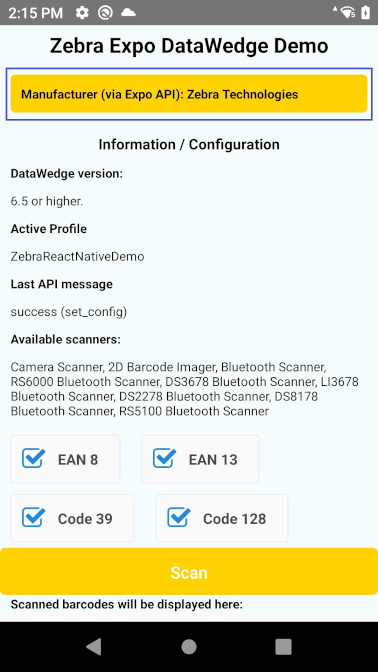 2:15 PM
Zebra Expo DataWedge Demo
Manufacturer (via Expo API): Zebra Technologies
Information / Configuration
DataWedge version:
6.5 or higher.
Active Profile
ZebraReactNativeDemo
Last API message
success (set_config)
Available scanners:
Camera Scanner, 2D Barcode Imager, Bluetooth Scanner,
RS6000 Bluetooth Scanner, DS3678 Bluetooth Scanner, LI3678
Bluetooth Scanner, DS2278 Bluetooth Scanner, DS8178
Bluetooth Scanner, RS5100 Bluetooth Scanner
EAN 8 EAN 13
Code 39 Code 128
Scan
Scanned barcodes will be displayed here: